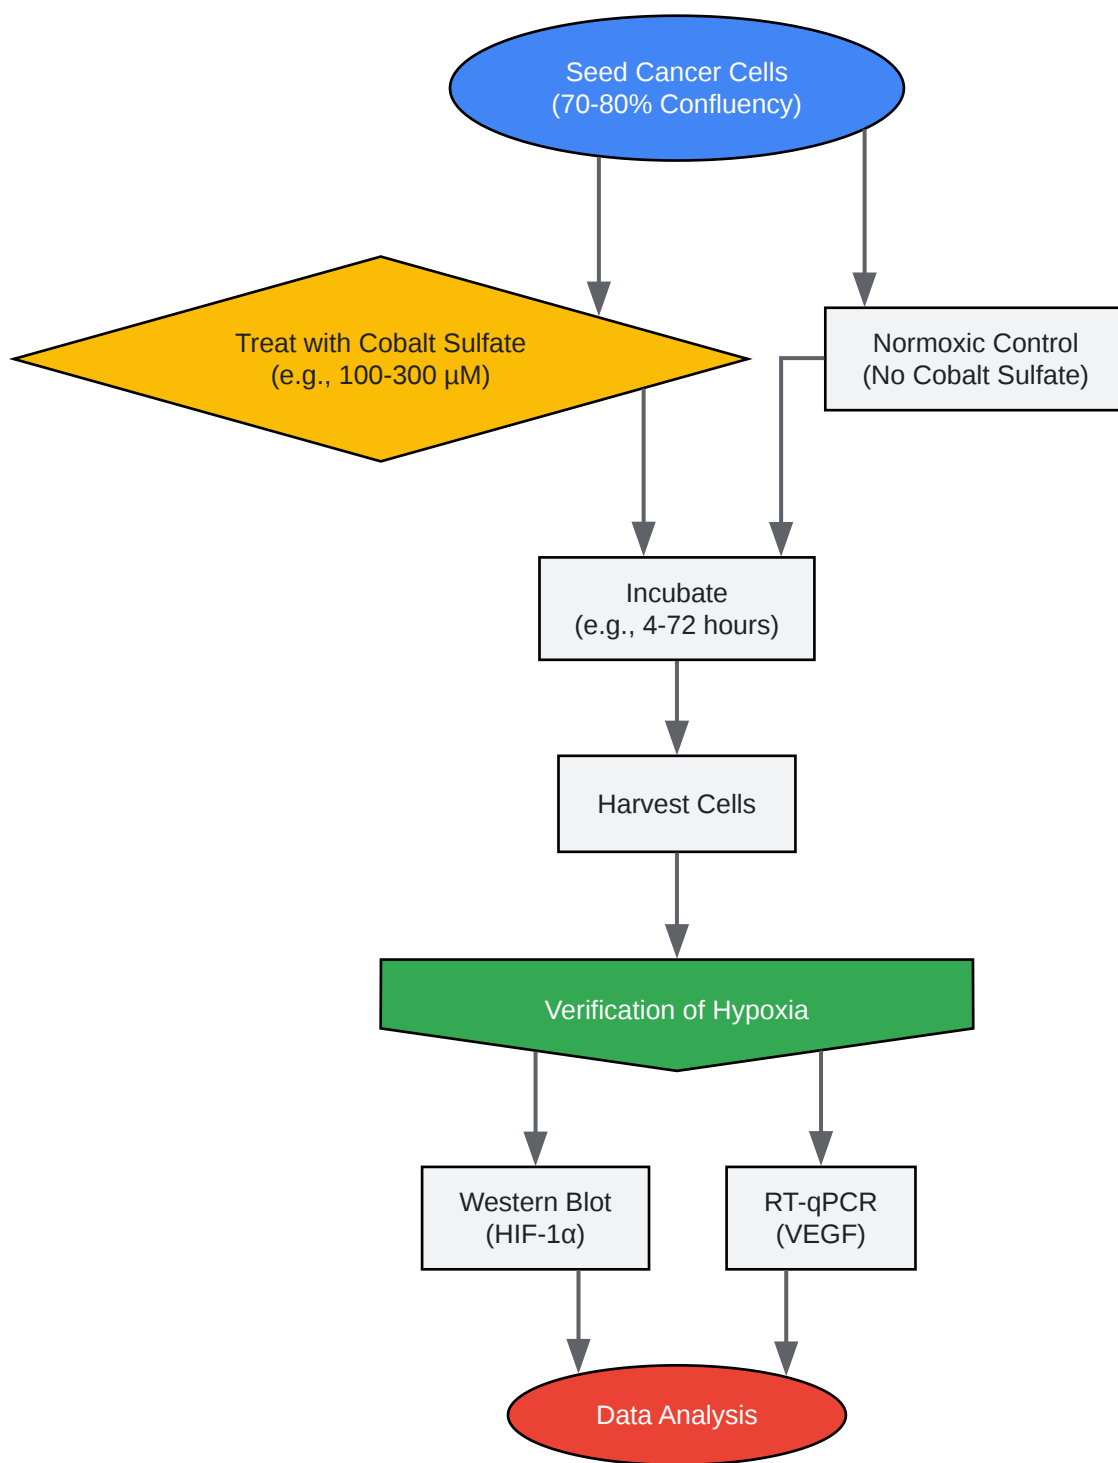 Seed Cancer Cells
(70-80% Confluency)
Treat with Cobalt Sulfate
(e.g., 100-300 µM)
Normoxic Control
(No Cobalt Sulfate)
Incubate
(e.g., 4-72 hours)
Harvest Cells
Verification of Hypoxia
Western Blot
(HIF-1α)
RT-qPCR
(VEGF)
Data Analysis